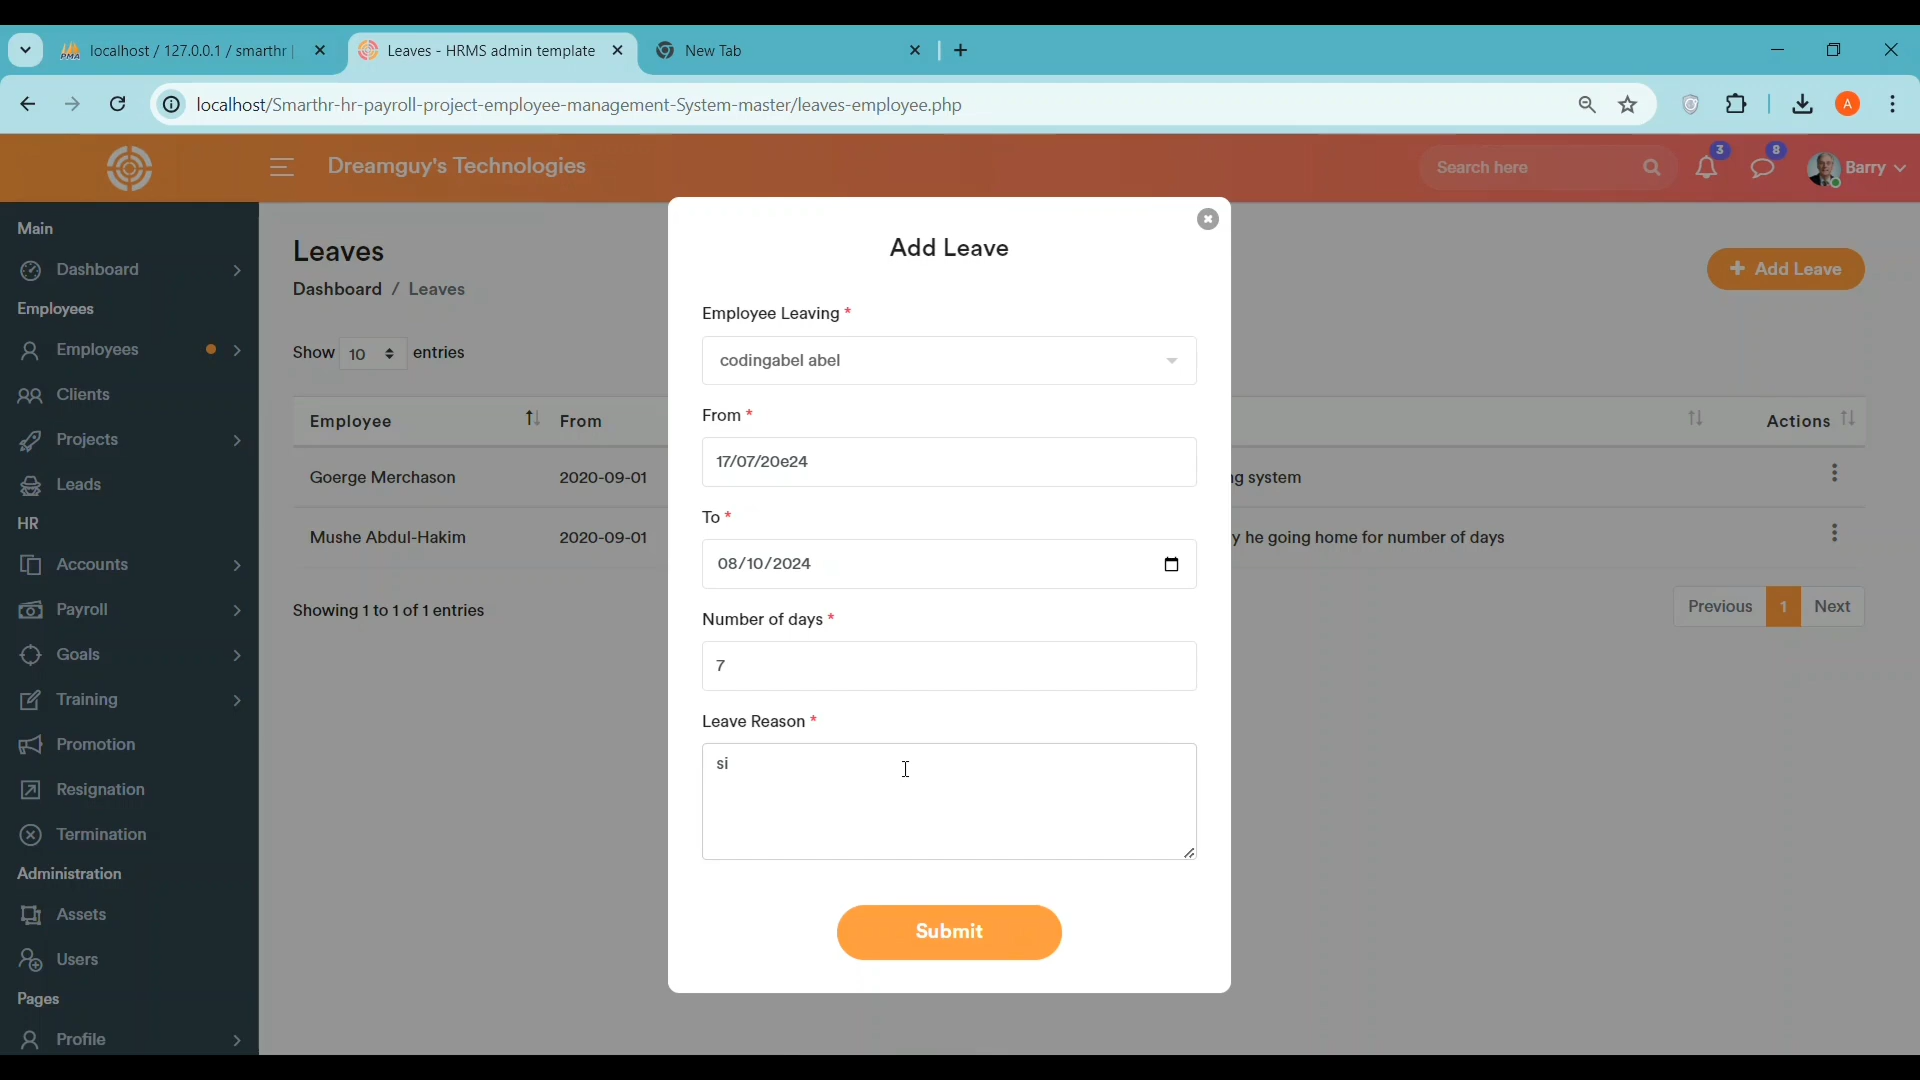 PMA localhost / 127.0.0.1 / smarthr
Leaves - HRMS admin template
New Tab
localhost/Smarthr-hr-payroll-project-employee-management-System-master/leaves-employee.php
A
Dreamguy's Technologies
Search here
3
8
Barry
Main
Dashboard
Employees
Employees
Clients
Projects
Leads
HR
Accounts
Payroll
Goals
Training
Promotion
Resignation
Termination
Administration
Assets
Users
Pages
Profile
Leaves
Dashboard / Leaves
+ Add Leave
Show 10 entries
Employee From Actions
Goerge Merchason 2020-09-01 g system
Mushe Abdul-Hakim 2020-09-01 y he going home for number of days
Showing 1 to 1 of 1 entries
Previous 1 Next
Add Leave
Employee Leaving *
codingabel abel
From *
17/07/20e24
To *
08/10/2024
Number of days *
7
Leave Reason *
si
Submit